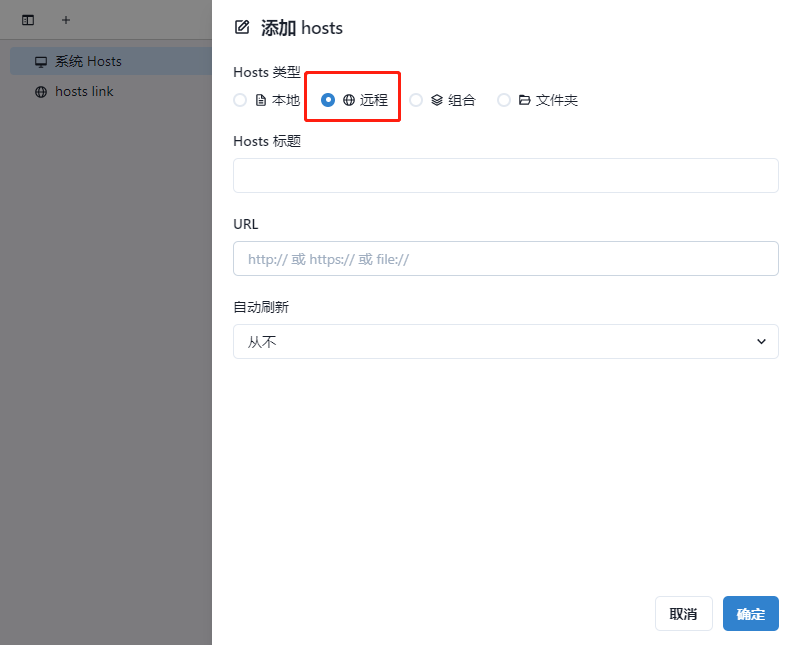 系统 Hosts
hosts link
添加 hosts
Hosts 类型
本地 远程 组合 文件夹
Hosts 标题
URL
http:// 或 https:// 或 file://
自动刷新
从不
取消 确定